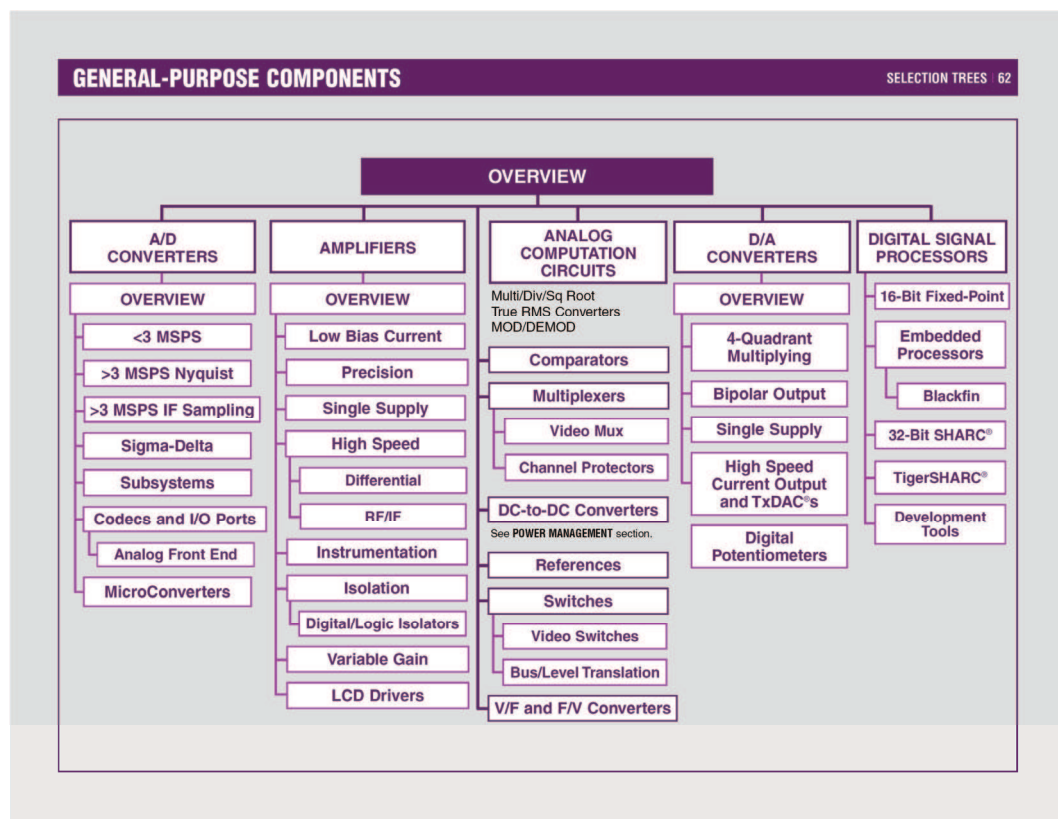 GENERAL-PURPOSE COMPONENTS
SELECTION TREES | 62
OVERVIEW
A/D
CONVERTERS
OVERVIEW
<3 MSPS
>3 MSPS Nyquist
>3 MSPS IF Sampling
Sigma-Delta
Subsystems
Codecs and I/O Ports
Analog Front End
MicroConverters
AMPLIFIERS
OVERVIEW
Low Bias Current
Precision
Single Supply
High Speed
Differential
RF/IF
Instrumentation
Isolation
Digital/Logic Isolators
Variable Gain
LCD Drivers
ANALOG
COMPUTATION
CIRCUITS
Multi/Div/Sq Root
True RMS Converters
MOD/DEMOD
Comparators
Multiplexers
Video Mux
Channel Protectors
DC-to-DC Converters
See POWER MANAGEMENT section.
References
Switches
Video Switches
Bus/Level Translation
V/F and F/V Converters
D/A
CONVERTERS
OVERVIEW
4-Quadrant
Multiplying
Bipolar Output
Single Supply
High Speed
Current Output
and TxDAC®s
Digital
Potentiometers
DIGITAL SIGNAL
PROCESSORS
16-Bit Fixed-Point
Embedded
Processors
Blackfin
32-Bit SHARC®
TigerSHARC®
Development
Tools